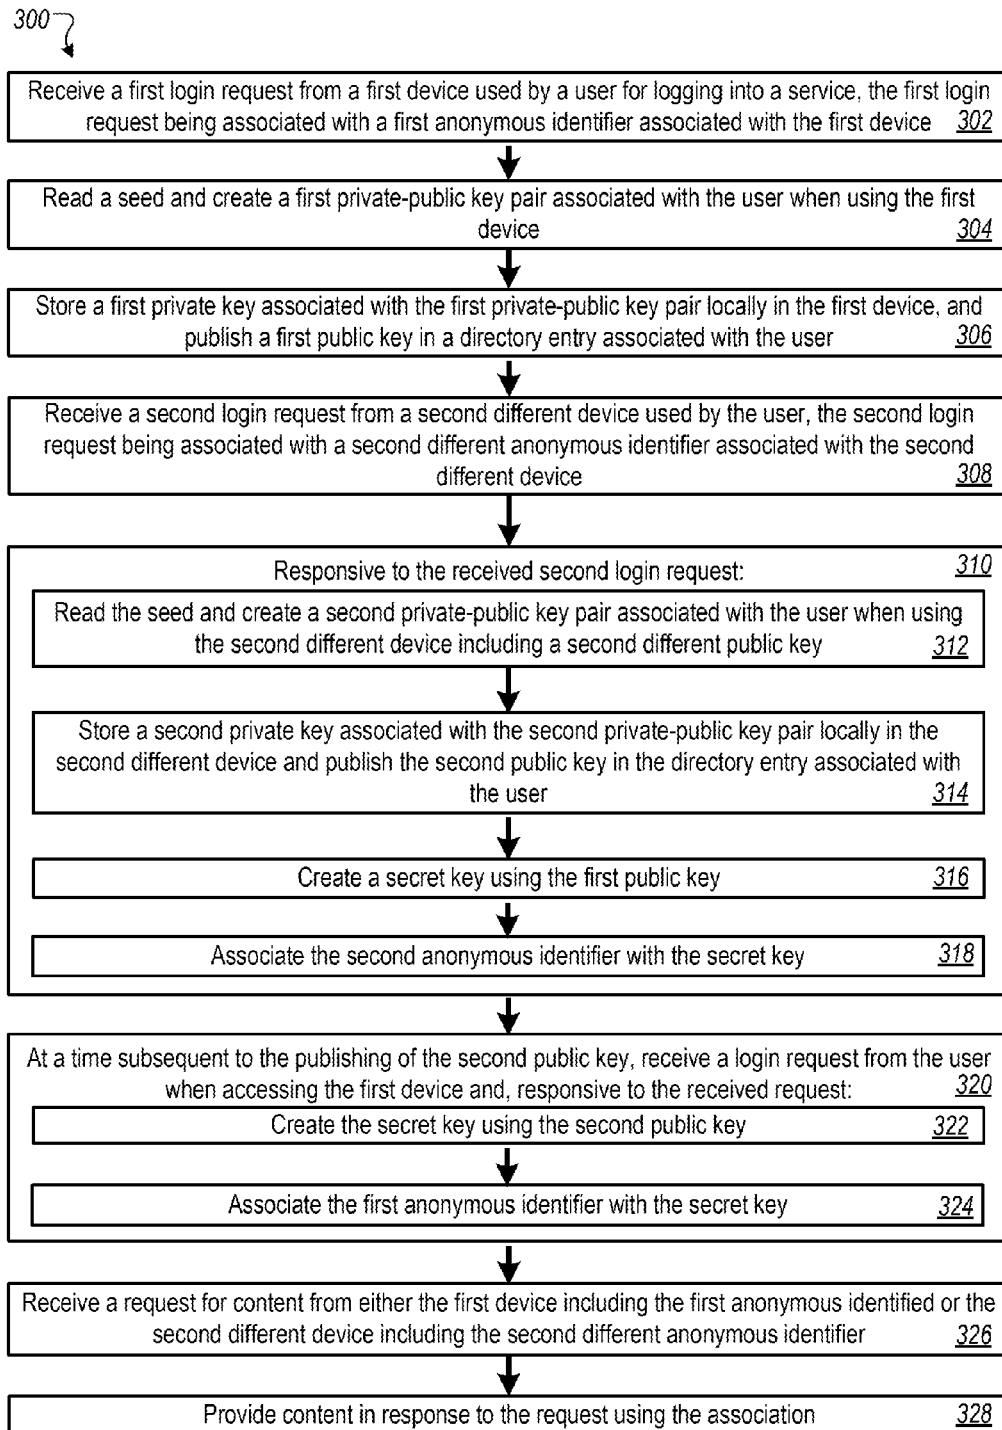 300
Receive a first login request from a first device used by a user for logging into a service, the first login
request being associated with a first anonymous identifier associated with the first device 302
Read a seed and create a first private-public key pair associated with the user when using the first
device 304
Store a first private key associated with the first private-public key pair locally in the first device, and
publish a first public key in a directory entry associated with the user 306
Receive a second login request from a second different device used by the user, the second login
request being associated with a second different anonymous identifier associated with the second
different device 308
Responsive to the received second login request: 310
Read the seed and create a second private-public key pair associated with the user when using
the second different device including a second different public key 312
Store a second private key associated with the second private-public key pair locally in the
second different device and publish the second public key in the directory entry associated with
the user 314
Create a secret key using the first public key 316
Associate the second anonymous identifier with the secret key 318
At a time subsequent to the publishing of the second public key, receive a login request from the user
when accessing the first device and, responsive to the received request: 320
Create the secret key using the second public key 322
Associate the first anonymous identifier with the secret key 324
Receive a request for content from either the first device including the first anonymous identified or the
second different device including the second different anonymous identifier 326
Provide content in response to the request using the association 328